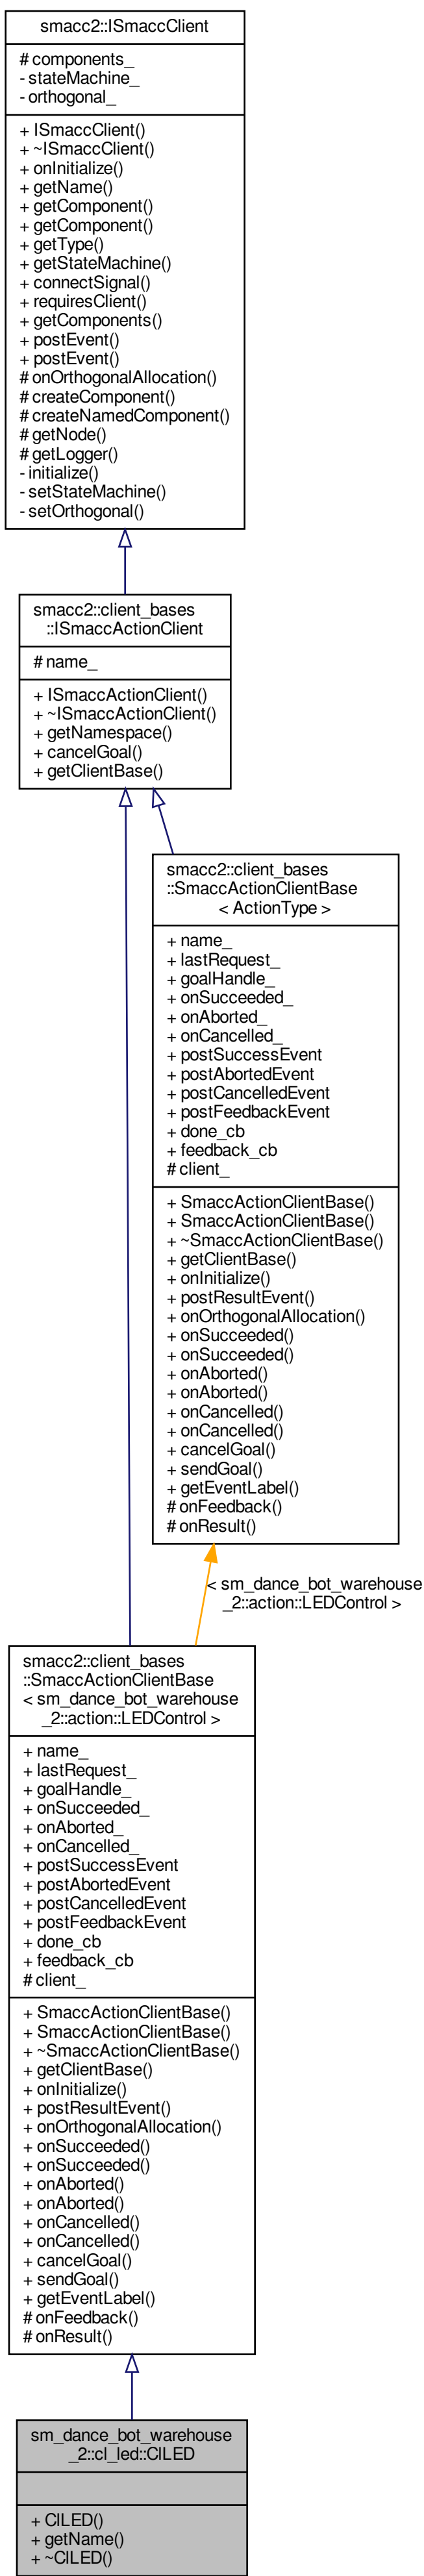 smacc2::ISmaccClient
# components_
- stateMachine_
- orthogonal_
+ ISmaccClient()
+ ~ISmaccClient()
+ onInitialize()
+ getName()
+ getComponent()
+ getComponent()
+ getType()
+ getStateMachine()
+ connectSignal()
+ requiresClient()
+ getComponents()
+ postEvent()
+ postEvent()
# onOrthogonalAllocation()
# createComponent()
# createNamedComponent()
# getNode()
# getLogger()
- initialize()
- setStateMachine()
- setOrthogonal()
smacc2::client_bases
::ISmaccActionClient
# name_
+ ISmaccActionClient()
+ ~ISmaccActionClient()
+ getNamespace()
+ cancelGoal()
+ getClientBase()
smacc2::client_bases
::SmaccActionClientBase
< ActionType >
+ name_
+ lastRequest_
+ goalHandle_
+ onSucceeded_
+ onAborted_
+ onCancelled_
+ postSuccessEvent
+ postAbortedEvent
+ postCancelledEvent
+ postFeedbackEvent
+ done_cb
+ feedback_cb
# client_
+ SmaccActionClientBase()
+ SmaccActionClientBase()
+ ~SmaccActionClientBase()
+ getClientBase()
+ onInitialize()
+ postResultEvent()
+ onOrthogonalAllocation()
+ onSucceeded()
+ onSucceeded()
+ onAborted()
+ onAborted()
+ onCancelled()
+ onCancelled()
+ cancelGoal()
+ sendGoal()
+ getEventLabel()
# onFeedback()
# onResult()
< sm_dance_bot_warehouse
_2::action::LEDControl >
smacc2::client_bases
::SmaccActionClientBase
< sm_dance_bot_warehouse
_2::action::LEDControl >
+ name_
+ lastRequest_
+ goalHandle_
+ onSucceeded_
+ onAborted_
+ onCancelled_
+ postSuccessEvent
+ postAbortedEvent
+ postCancelledEvent
+ postFeedbackEvent
+ done_cb
+ feedback_cb
# client_
+ SmaccActionClientBase()
+ SmaccActionClientBase()
+ ~SmaccActionClientBase()
+ getClientBase()
+ onInitialize()
+ postResultEvent()
+ onOrthogonalAllocation()
+ onSucceeded()
+ onSucceeded()
+ onAborted()
+ onAborted()
+ onCancelled()
+ onCancelled()
+ cancelGoal()
+ sendGoal()
+ getEventLabel()
# onFeedback()
# onResult()
sm_dance_bot_warehouse
_2::cl_led::ClLED
+ ClLED()
+ getName()
+ ~ClLED()